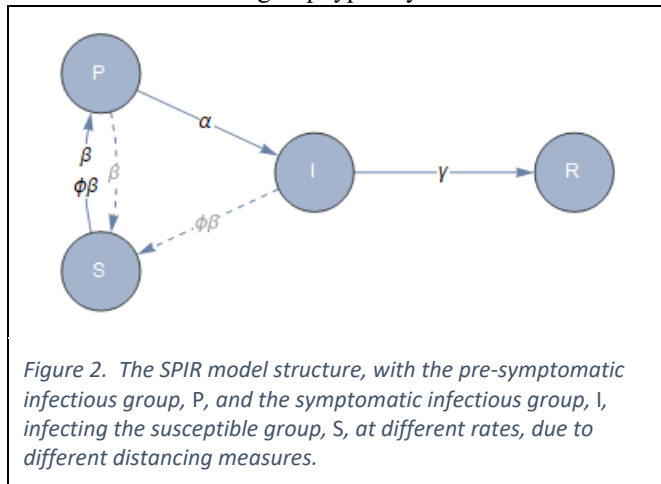 P
α
β
β
φβ
I
γ
R
φβ
S
Figure 2. The SPIR model structure, with the pre-symptomatic
infectious group, P, and the symptomatic infectious group, I,
infecting the susceptible group, S, at different rates, due to
different distancing measures.